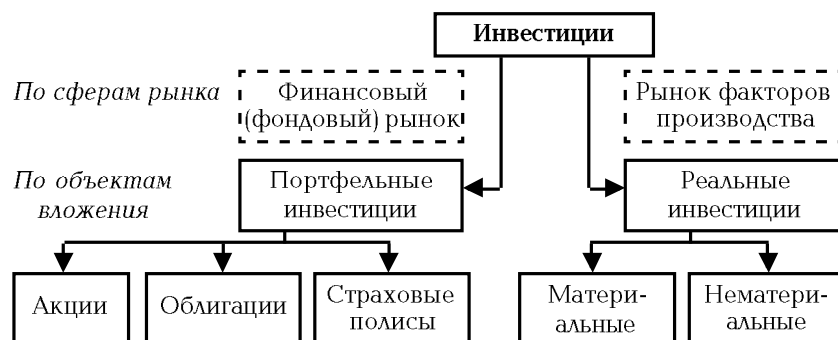 Инвестиции
По сферам рынка
Финансовый
(фондовый) рынок
Рынок факторов
производства
По объектам
вложения
Портфельные
инвестиции
Реальные
инвестиции
Акции
Облигации
Страховые
полисы
Матери-
альные
Нематери-
альные